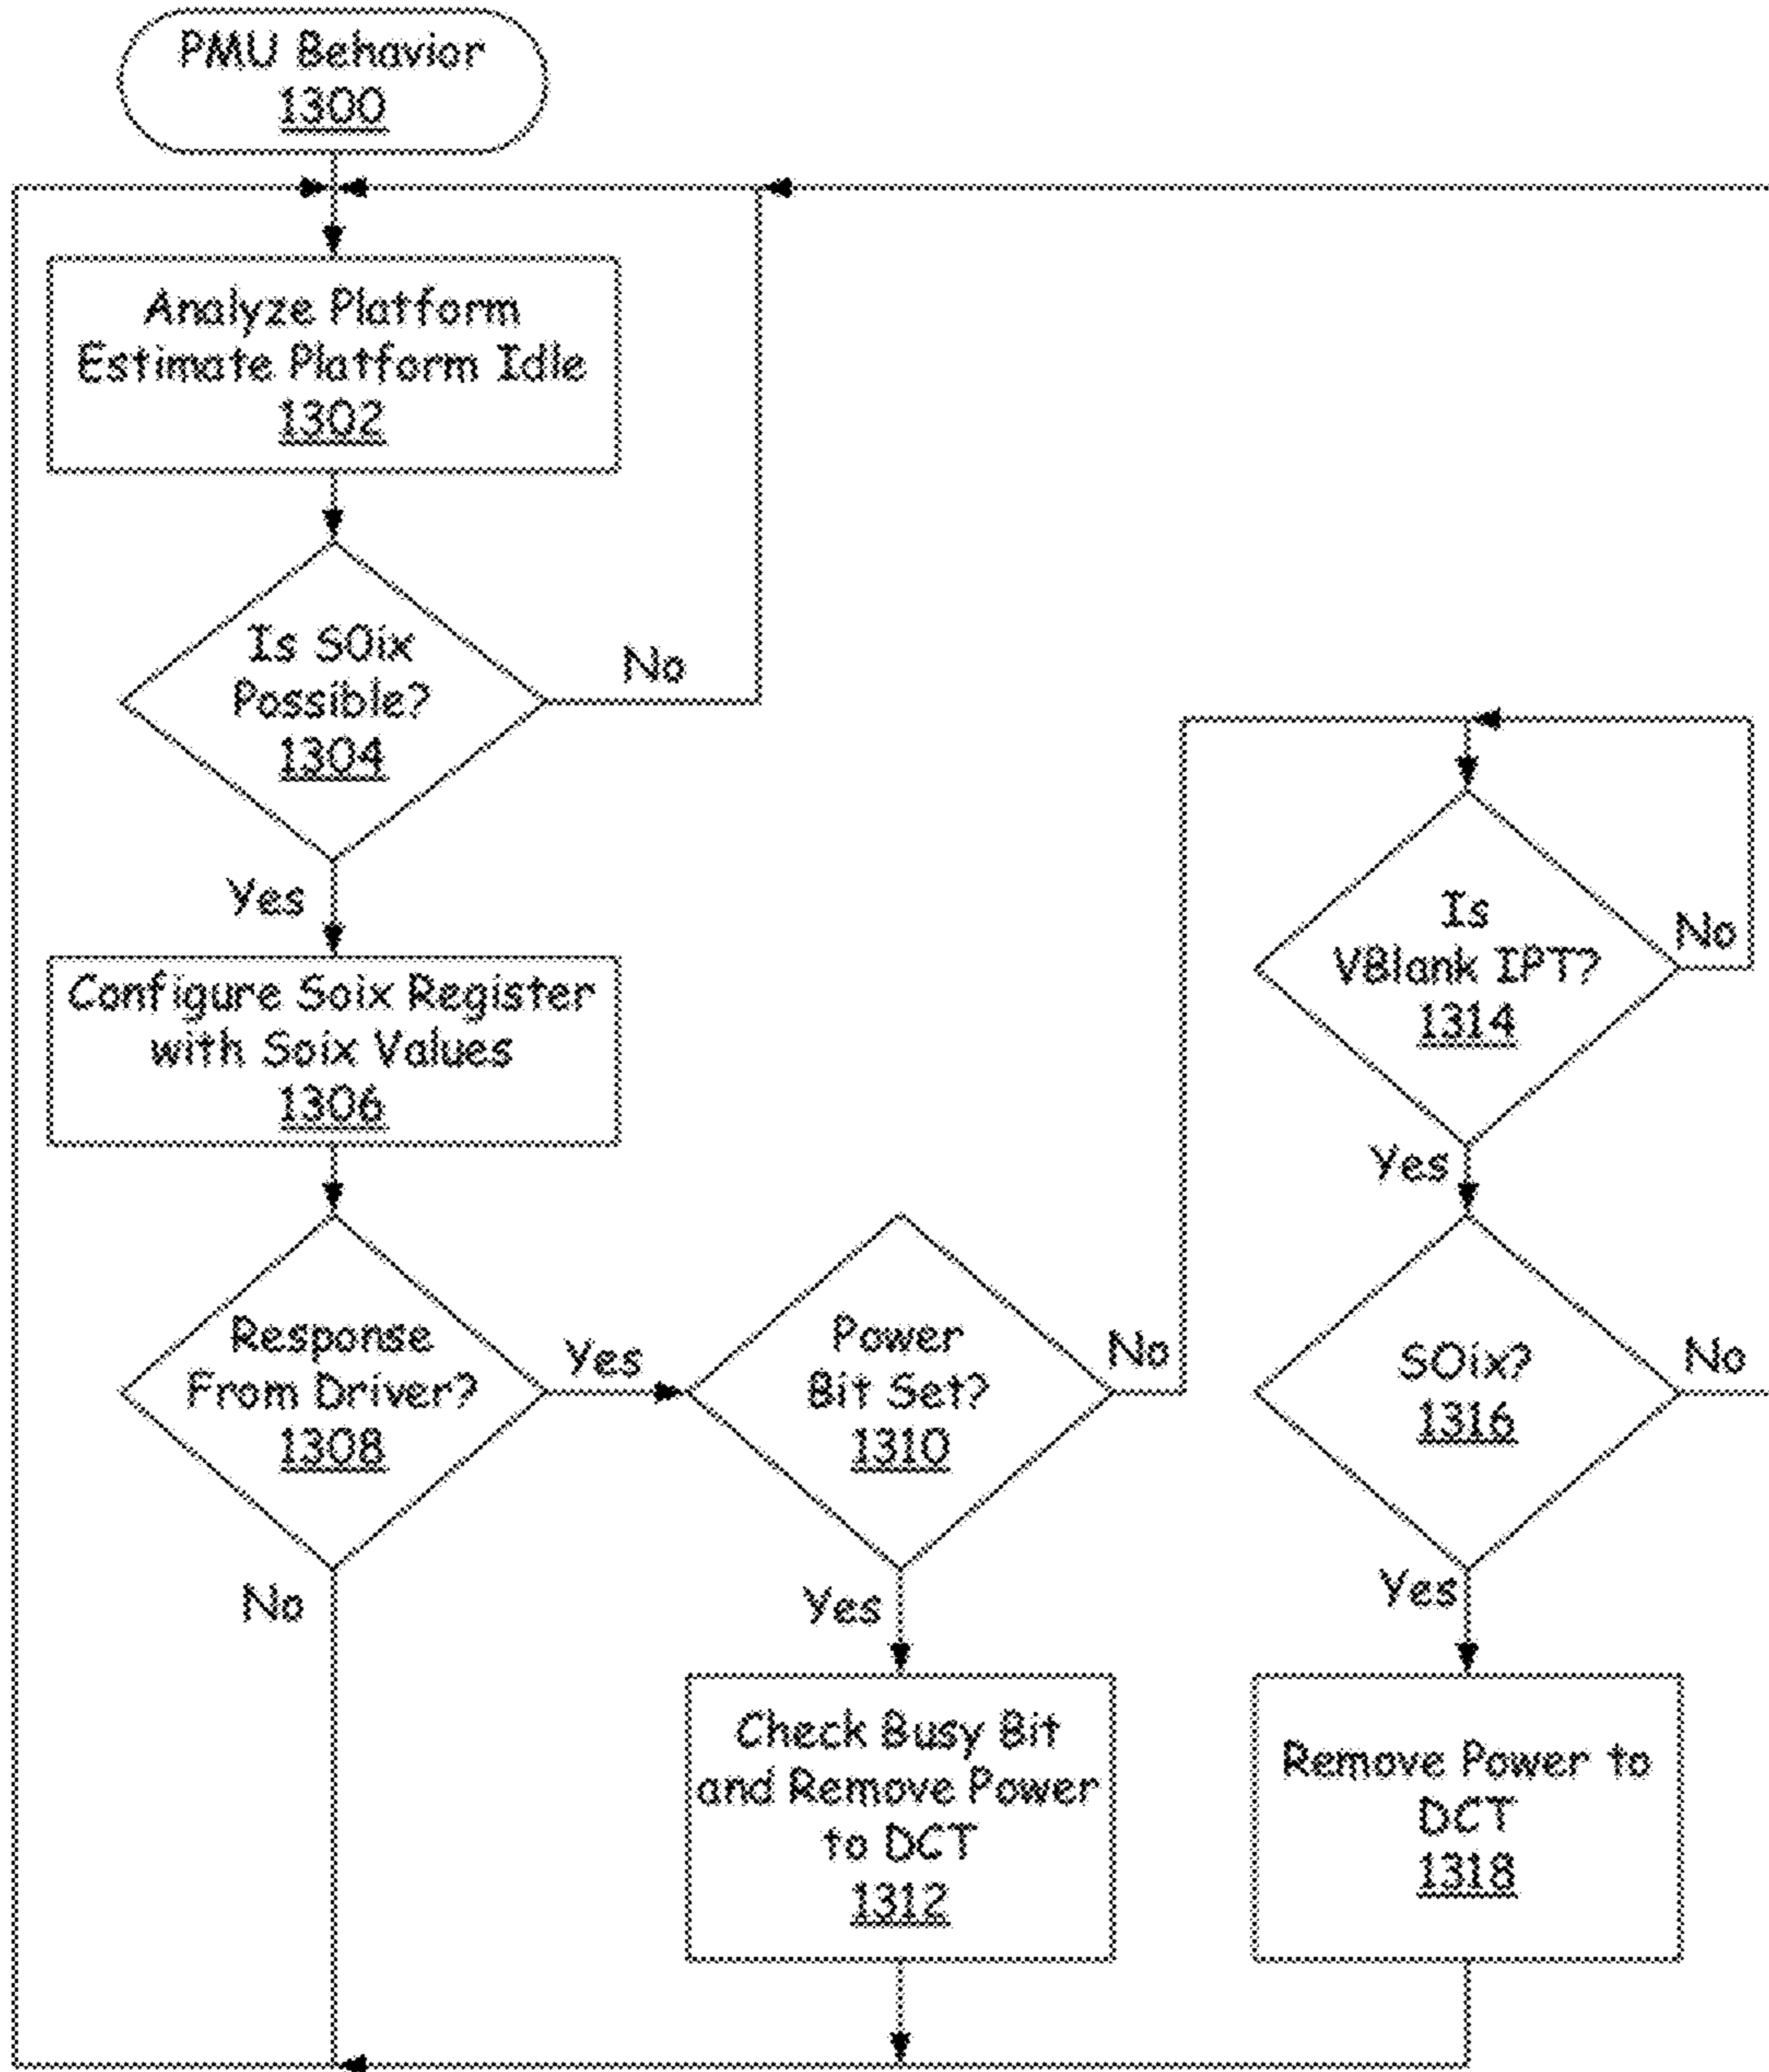 PMU Behavior
1300
Analyze Platform
Estimate Platform Idle
1302
Is SOix
Possible?
1304
No
Yes
Configure Soix Register
with Soix Values
1306
Response
From Driver?
1308
Yes
No
Power
Bit Set?
1310
No
Yes
Check Busy Bit
and Remove Power
to DCT
1312
Is
VBlank IPT?
1314
No
Yes
SOix?
1316
No
Yes
Remove Power to
DCT
1318